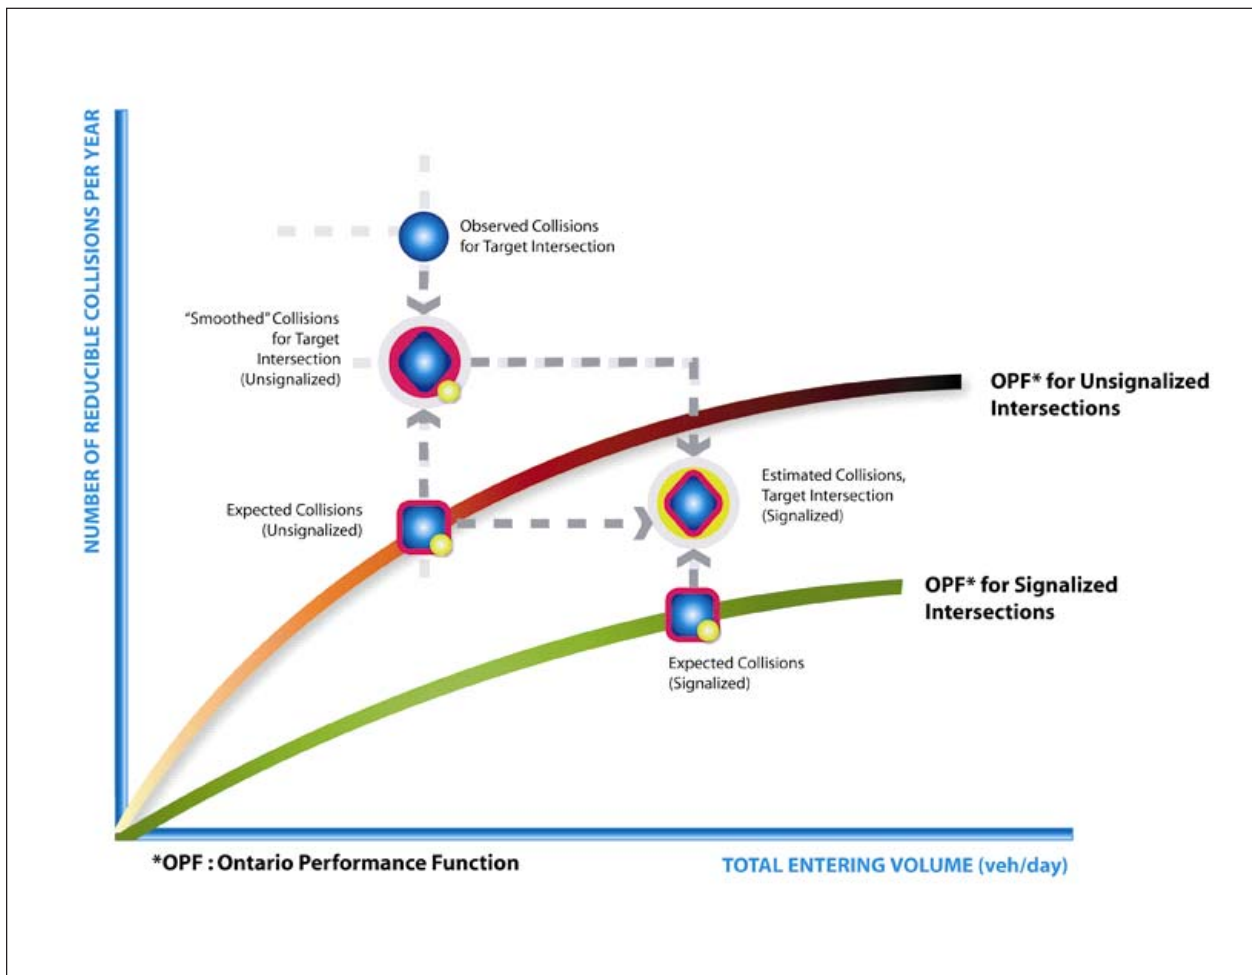 NUMBER OF REDUCIBLE COLLISIONS PER YEAR
Observed Collisions
for Target Intersection
“Smoothed” Collisions
for Target
Intersection
(Unsignalized)
OPF* for Unsignalized
Intersections
Estimated Collisions,
Target Intersection
(Signalized)
Expected Collisions
(Unsignalized)
OPF* for Signalized
Intersections
Expected Collisions
(Signalized)
*OPF : Ontario Performance Function
TOTAL ENTERING VOLUME (veh/day)